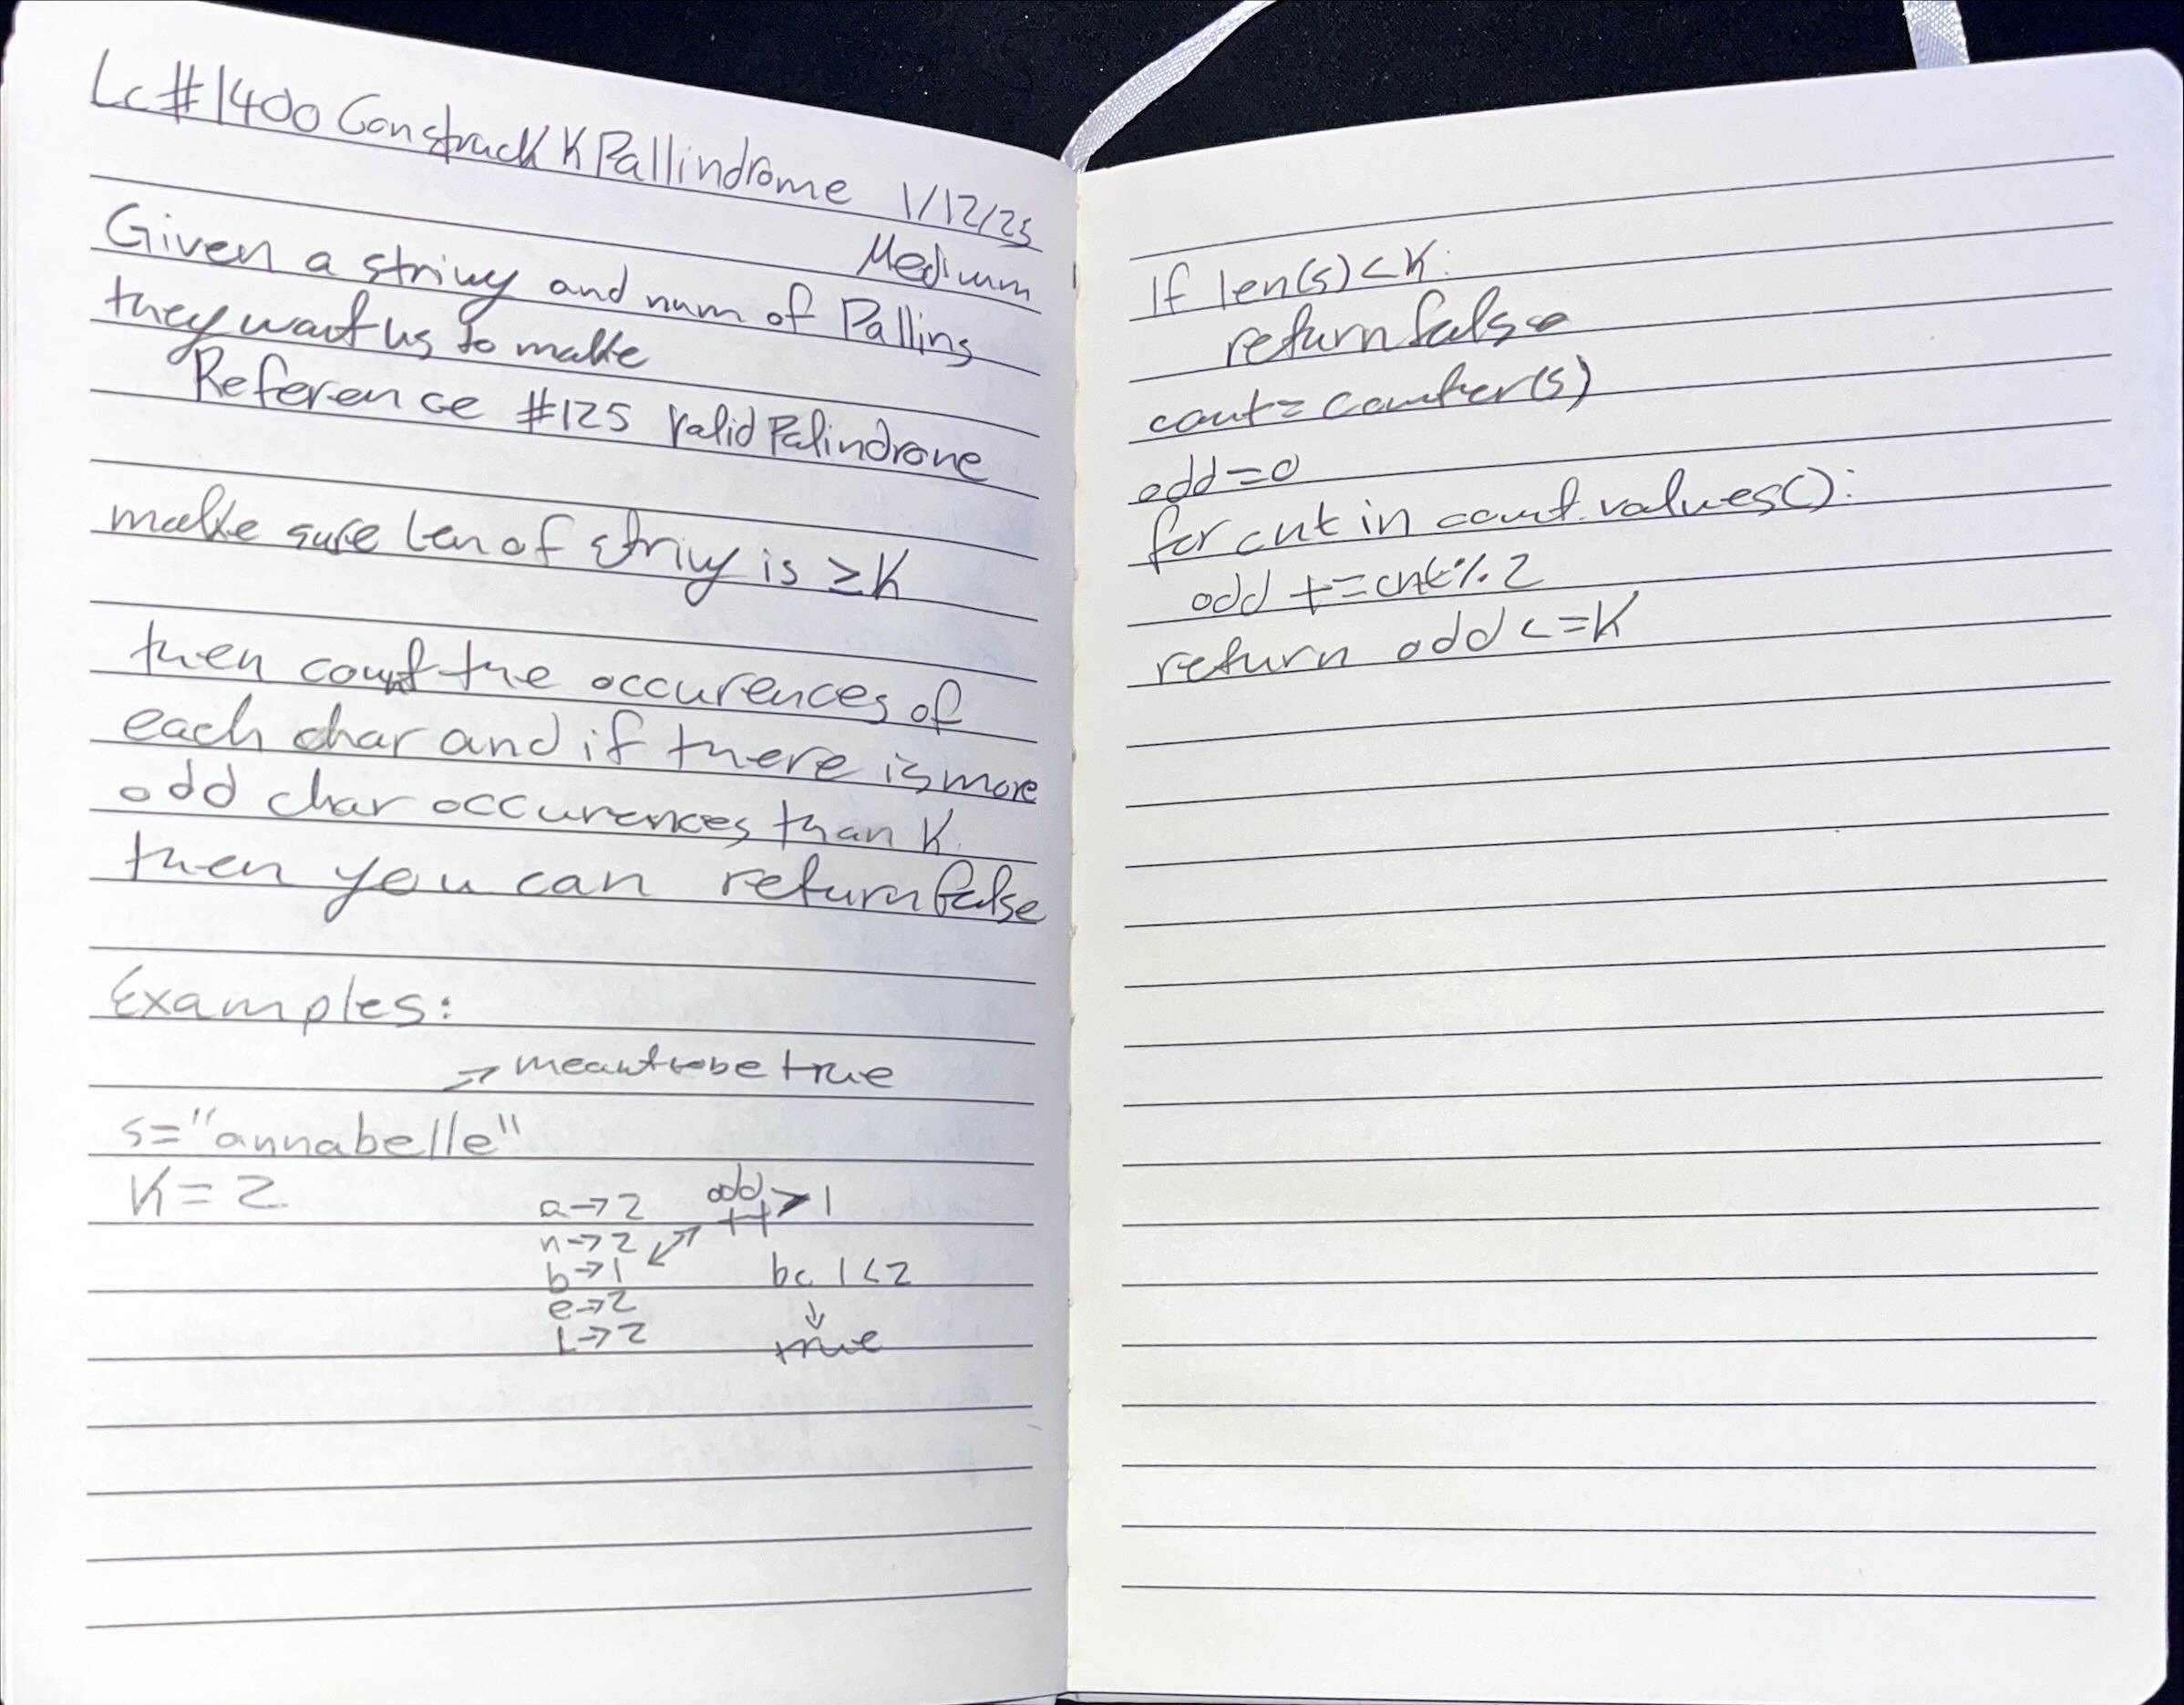 Lc #1400 Construck K Pallindrome 1/12/25
Medium
Given a string and num of Pallins
they want us to make
Reference #125 Valid Palindrone
make sure len of string is ≥ K
then count the occurences of
each char and if there is more
odd char occurences than K
then you can return false
Examples:
→ meant to be true
s="annabelle"
K=2
a→2 odd > 1
++
n→2
b→1 bc 1<2
e→2 ↓
L→2 true
If len(s)<K:
return false
count=counter(s)
odd=0
for cnt in count.values():
odd += cnt%2
return odd <=K